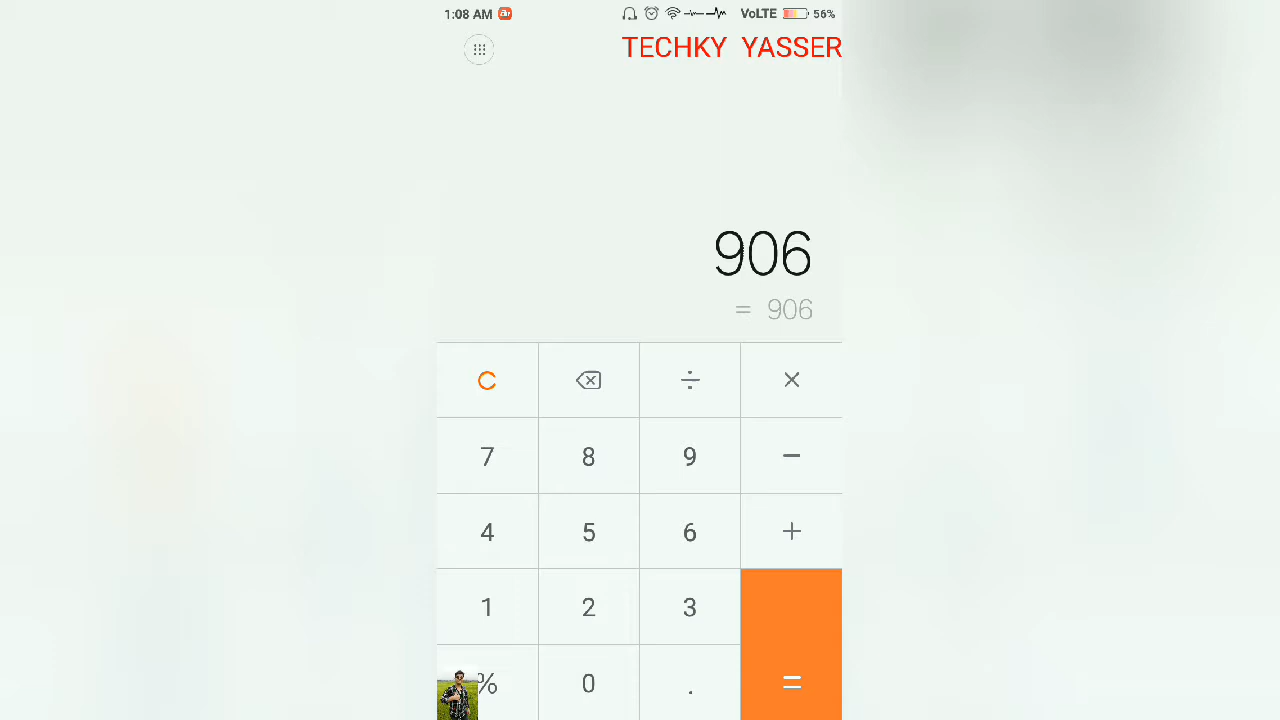 1:08 AM VoLTE 56%
TECHKY YASSER
906
= 906
C ÷ ×
7 8 9 −
4 5 6 +
1 2 3
% 0 . =